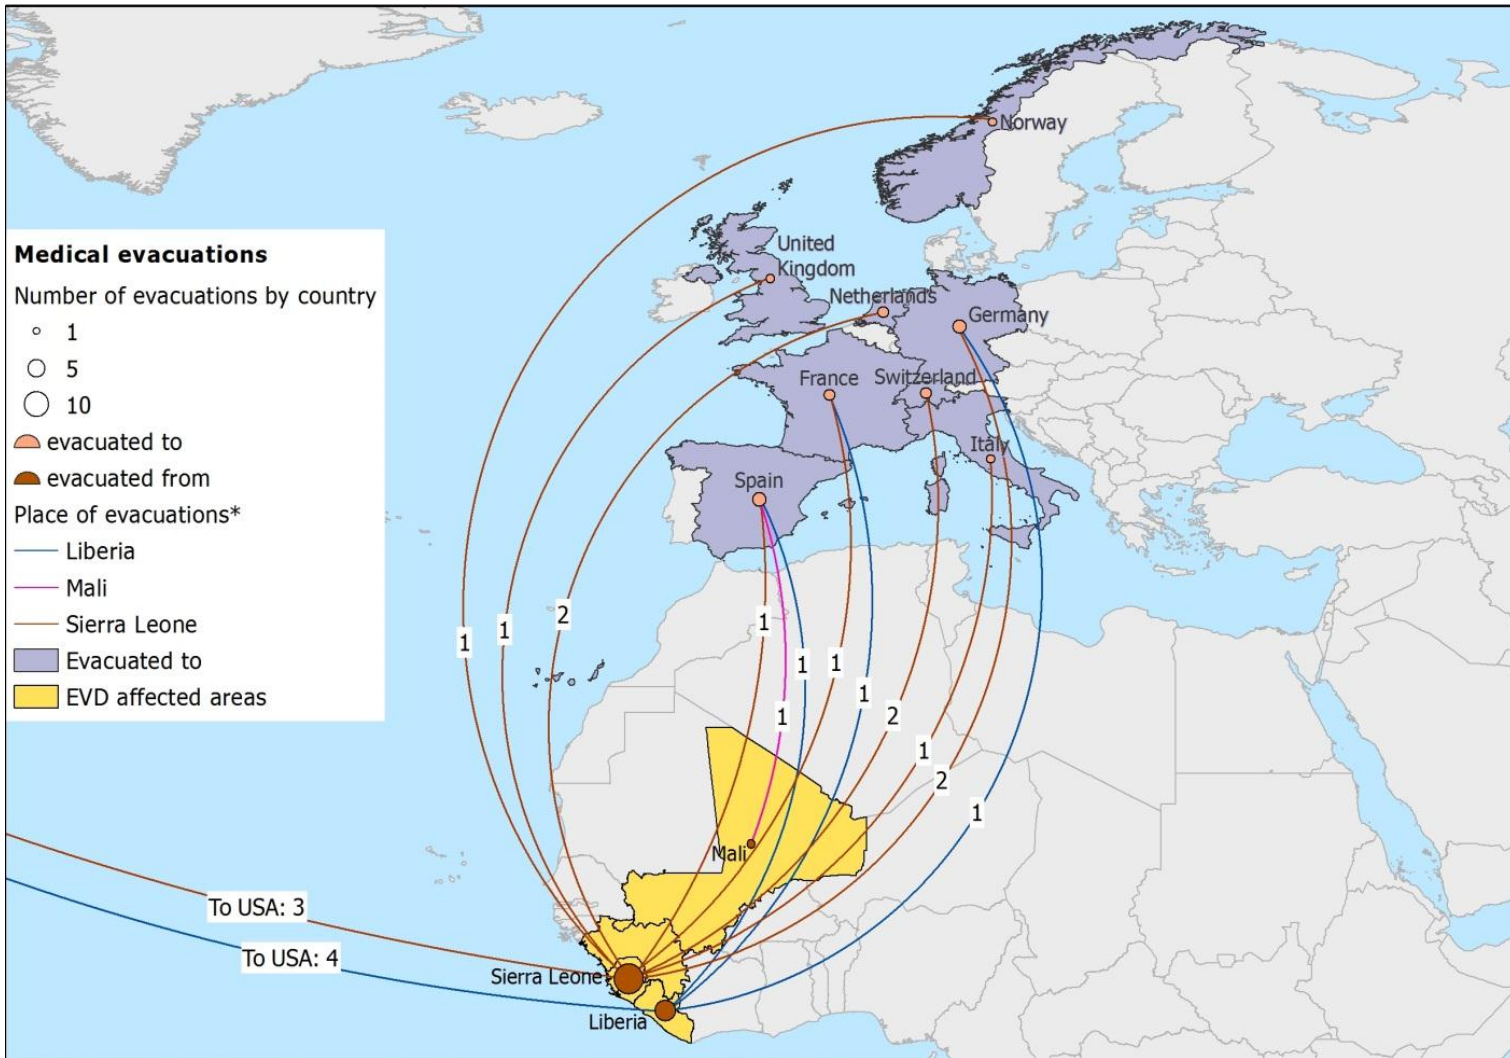 Medical evacuations
Number of evacuations by country
1
5
10
evacuated to
evacuated from
Place of evacuations*
Liberia
Mali
Sierra Leone
Evacuated to
EVD affected areas
Norway
United
Kingdom
Netherlands
Germany
France
Switzerland
Italy
Spain
1
1
2
1
1
1
1
1
2
1
2
1
Mali
To USA: 3
To USA: 4
Sierra Leone
Liberia